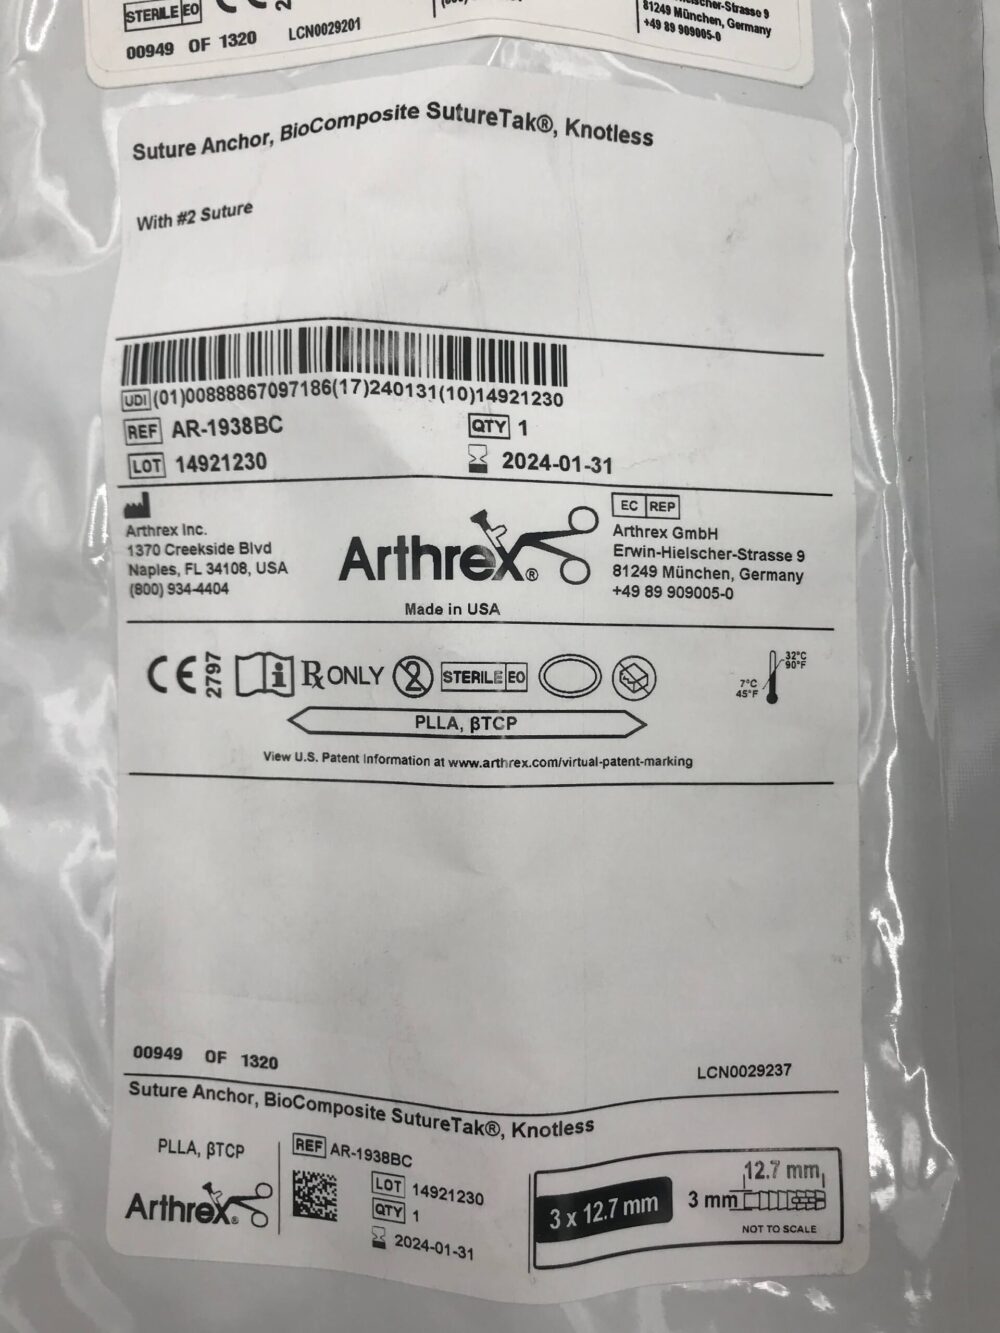 STERILE EO
00949 OF 1320 LCN0029201
81249 München, Germany
+49 89 909005-0
Suture Anchor, BioComposite SutureTak®, Knotless
With #2 Suture
UDI (01)00888867097186(17)240131(10)14921230
REF AR-1938BC QTY 1
LOT 14921230 2024-01-31
Arthrex Inc.
1370 Creekside Blvd
Naples, FL 34108, USA
(800) 934-4404
Arthrex®
Made in USA
EC REP
Arthrex GmbH
Erwin-Hielscher-Strasse 9
81249 München, Germany
+49 89 909005-0
CE 2797 i Rx ONLY 2 STERILE EO
32°C
90°F
7°C
45°F
PLLA, βTCP
View U.S. Patent Information at www.arthrex.com/virtual-patent-marking
00949 OF 1320
LCN0029237
Suture Anchor, BioComposite SutureTak®, Knotless
PLLA, βTCP
Arthrex®
REF AR-1938BC
LOT 14921230
QTY 1
2024-01-31
3 x 12.7 mm
12.7 mm
3 mm
NOT TO SCALE